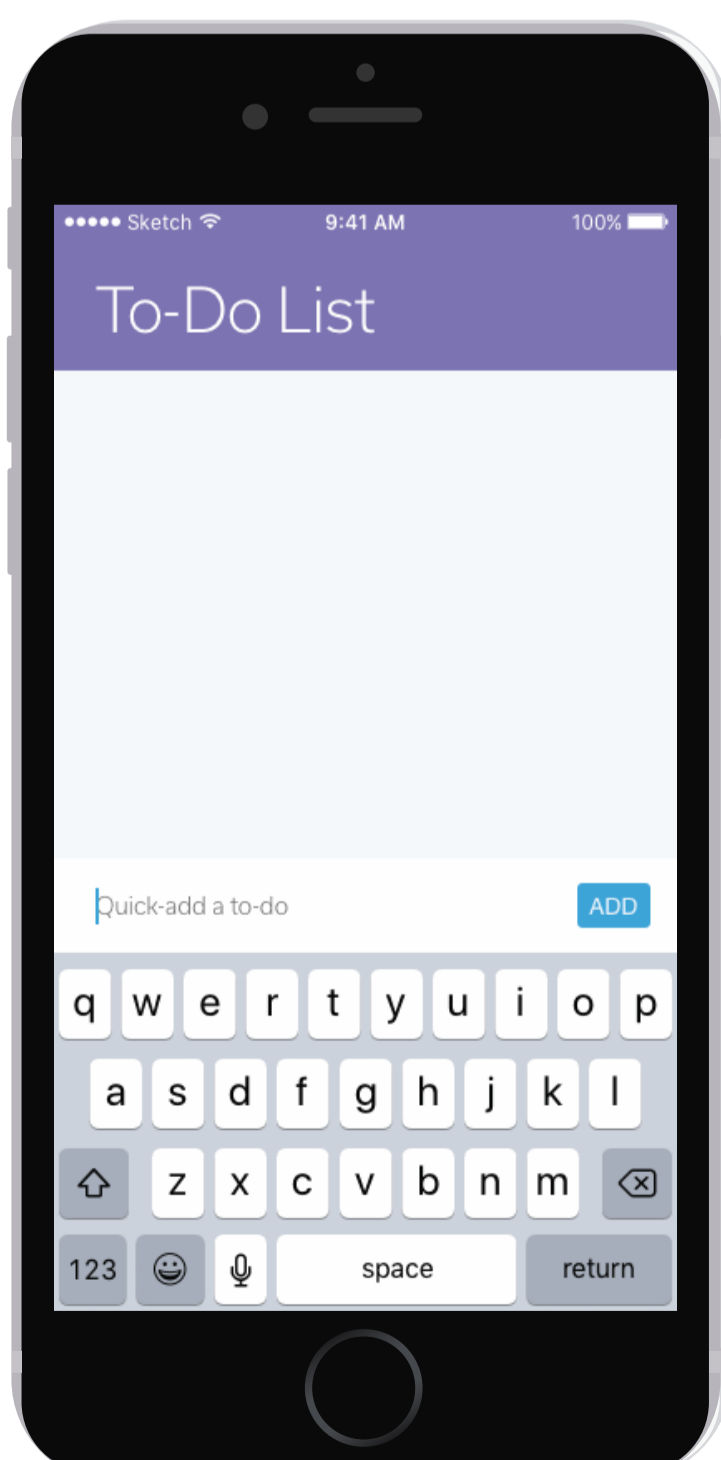 Sketch 9:41 AM 100%
To-Do List
Quick-add a to-do ADD
q w e r t y u i o p
a s d f g h j k l
z x c v b n m
123 space return